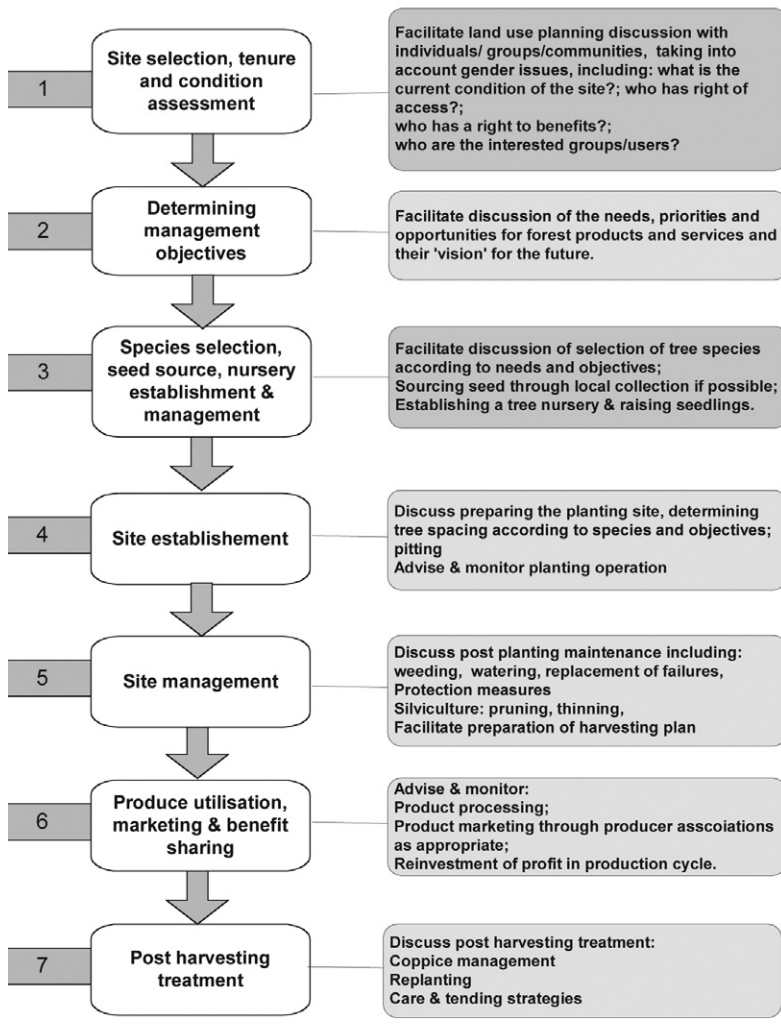 1
Site selection, tenure
and condition
assessment
Facilitate land use planning discussion with
individuals/ groups/communities, taking into
account gender issues, including: what is the
current condition of the site?; who has right of
access?;
who has a right to benefits?;
who are the interested groups/users?
2
Determining
management
objectives
Facilitate discussion of the needs, priorities and
opportunities for forest products and services and
their 'vision' for the future.
3
Species selection,
seed source, nursery
establishment &
management
Facilitate discussion of selection of tree species
according to needs and objectives;
Sourcing seed through local collection if possible;
Establishing a tree nursery & raising seedlings.
4
Site establishement
Discuss preparing the planting site, determining
tree spacing according to species and objectives;
pitting
Advise & monitor planting operation
5
Site management
Discuss post planting maintenance including:
weeding, watering, replacement of failures,
Protection measures
Silviculture: pruning, thinning,
Facilitate preparation of harvesting plan
6
Produce utilisation,
marketing & benefit
sharing
Advise & monitor:
Product processing;
Product marketing through producer asscoiations
as appropriate;
Reinvestment of profit in production cycle.
7
Post harvesting
treatment
Discuss post harvesting treatment:
Coppice management
Replanting
Care & tending strategies